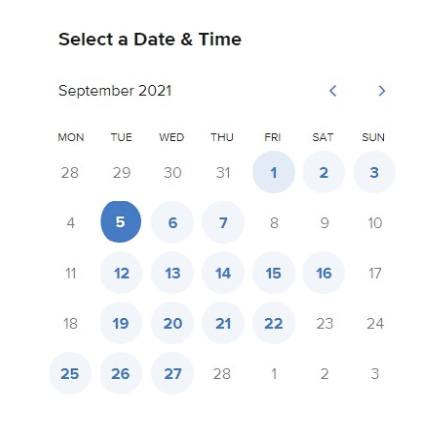 Select a Date & Time
September 2021
MON TUE WED THU FRI SAT SUN
28 29 30 31 1 2 3
4 5 6 7 8 9 10
11 12 13 14 15 16 17
18 19 20 21 22 23 24
25 26 27 28 1 2 3